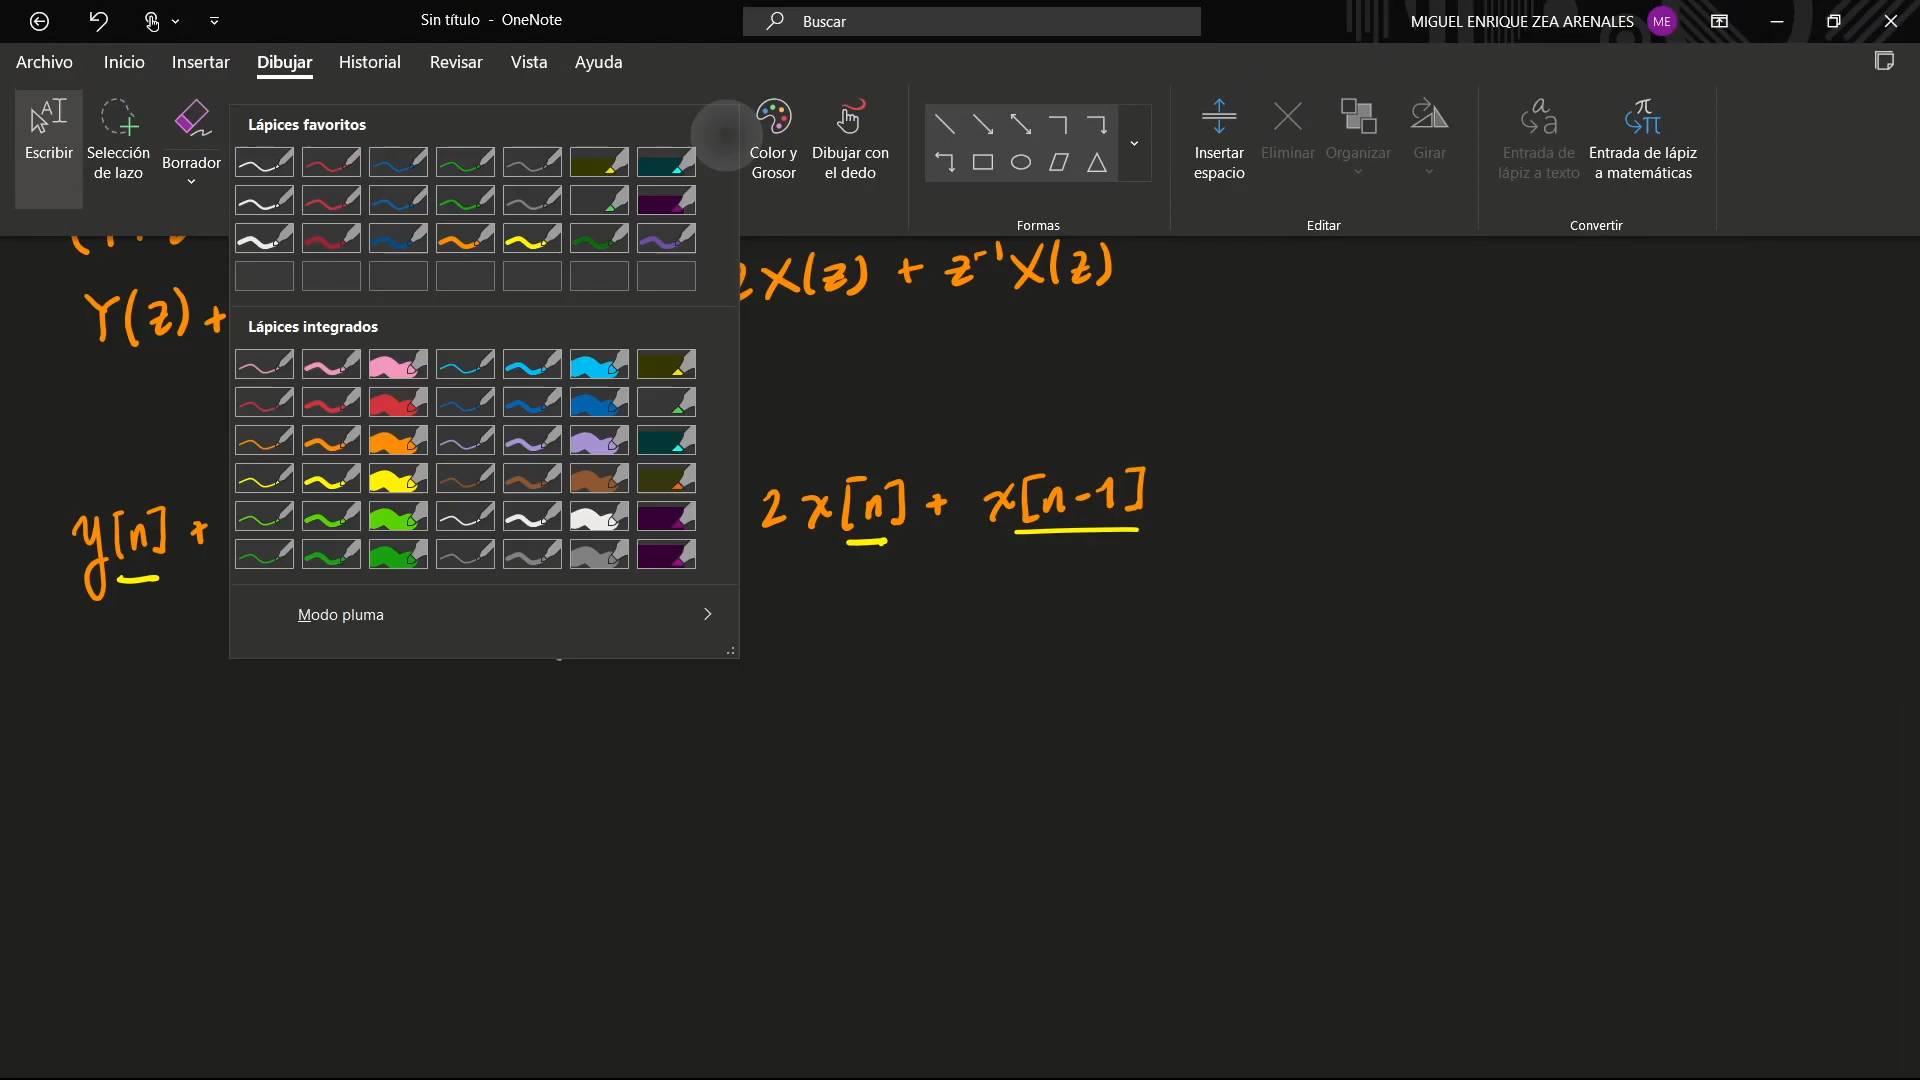 Sin título - OneNote
Buscar
MIGUEL ENRIQUE ZEA ARENALES
ME
Archivo Inicio Insertar Dibujar Historial Revisar Vista Ayuda
Escribir
Selección de lazo
Borrador
Lápices favoritos
Lápices integrados
Modo pluma
Color y Grosor
Dibujar con el dedo
Formas
Insertar espacio
Eliminar
Organizar
Girar
Editar
Entrada de lápiz a texto
Entrada de lápiz a matemáticas
Convertir
Y(z) + 2X(z) + z⁻¹X(z)
y[n] + 2x[n] + x[n-1]